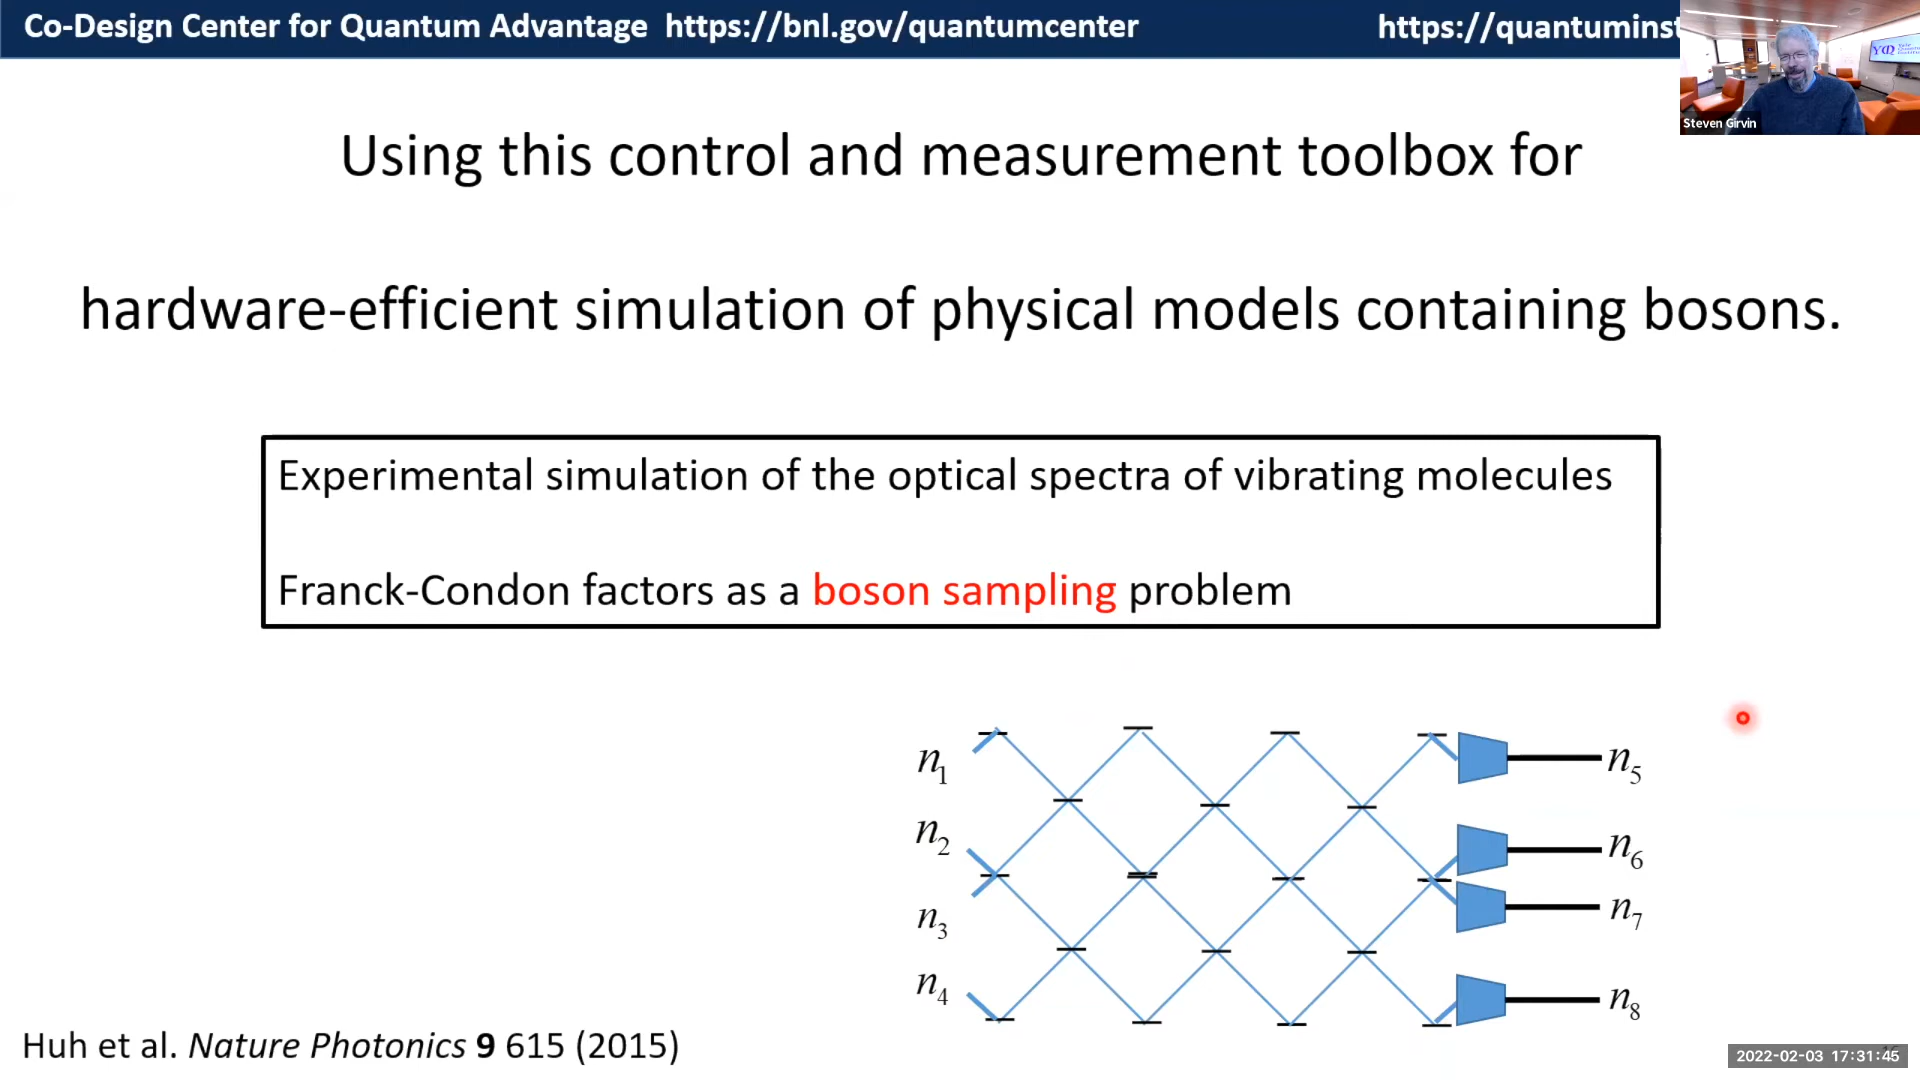 Co-Design Center for Quantum Advantage https://bnl.gov/quantumcenter
https://quantuminst
Steven Girvin
Using this control and measurement toolbox for
hardware-efficient simulation of physical models containing bosons.
Experimental simulation of the optical spectra of vibrating molecules
Franck-Condon factors as a boson sampling problem
n1
n5
n2
n6
n3
n7
n4
n8
Huh et al. Nature Photonics 9 615 (2015)
2022-02-03 17:31:45